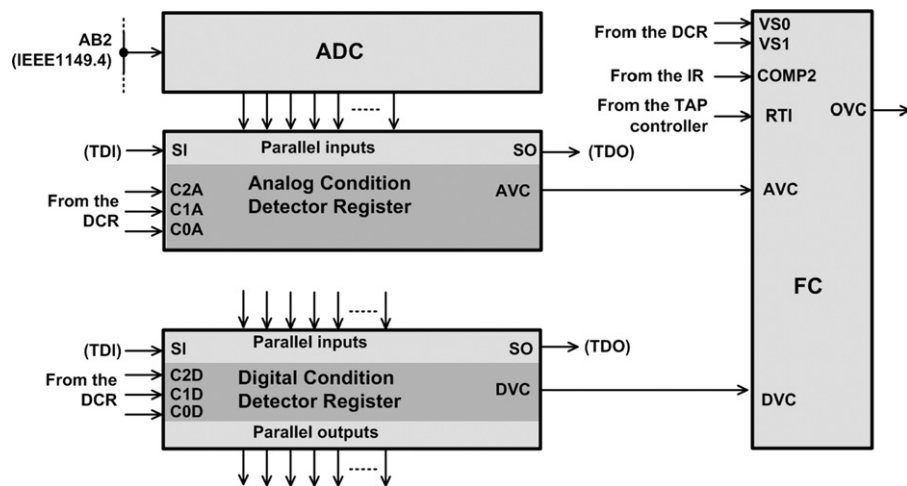 AB2
(IEEE1149.4)
ADC
From the DCR
VS0
VS1
From the IR
COMP2
From the TAP
controller
RTI
OVC
(TDI)
SI
Parallel inputs
SO
(TDO)
From the
DCR
C2A
C1A
C0A
Analog Condition
Detector Register
AVC
AVC
FC
(TDI)
SI
Parallel inputs
SO
(TDO)
From the
DCR
C2D
C1D
C0D
Digital Condition
Detector Register
DVC
DVC
Parallel outputs